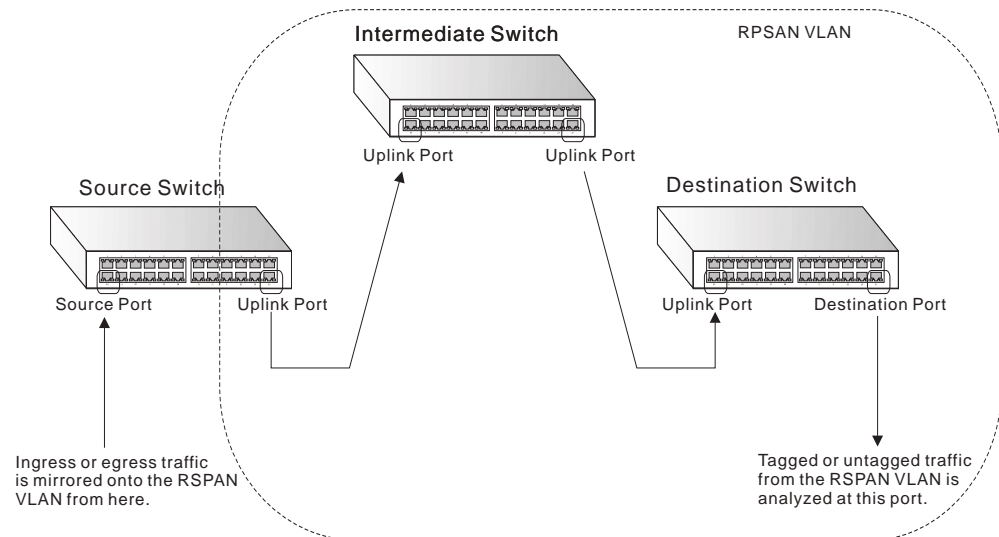 Intermediate Switch
RPSAN VLAN
Uplink Port
Uplink Port
Source Switch
Destination Switch
Source Port
Uplink Port
Uplink Port
Destination Port
Ingress or egress traffic
is mirrored onto the RSPAN
VLAN from here.
Tagged or untagged traffic
from the RSPAN VLAN is
analyzed at this port.